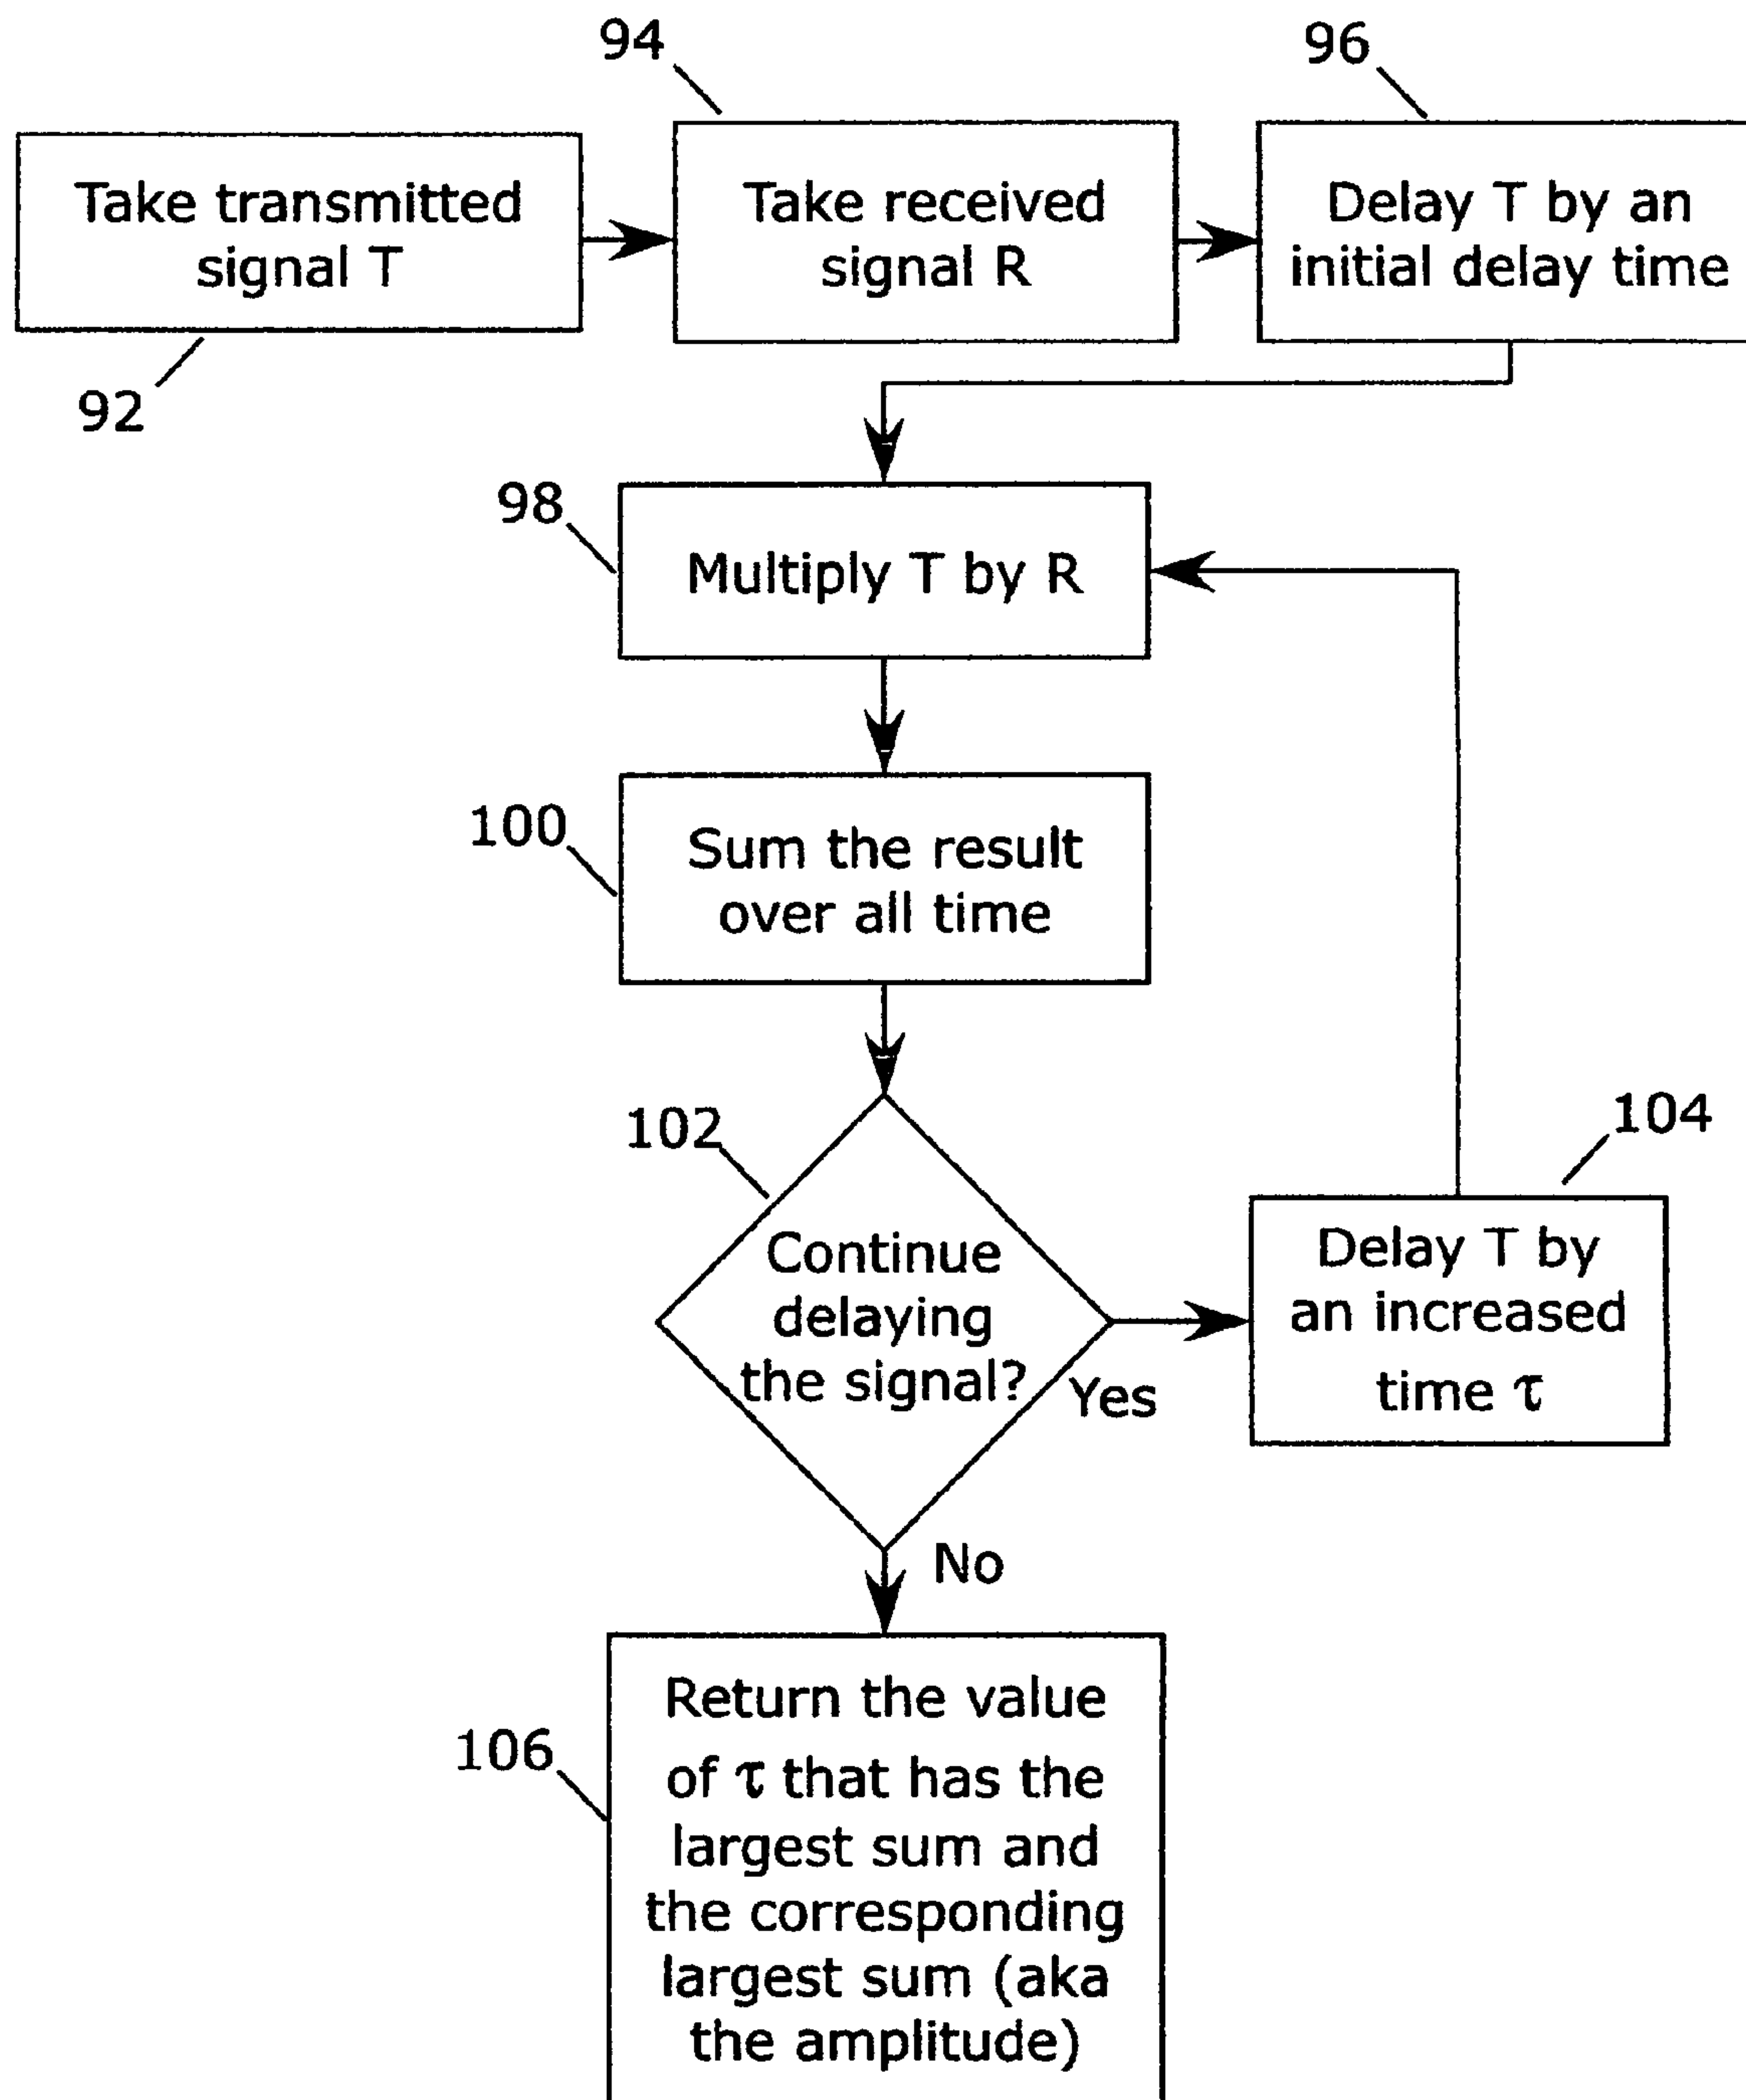 94
96
Take transmitted
signal T
Take received
signal R
Delay T by an
initial delay time
92
98
Multiply T by R
100
Sum the result
over all time
102
104
Continue
delaying
the signal?
Yes
Delay T by
an increased
time τ
No
106
Return the value
of τ that has the
largest sum and
the corresponding
largest sum (aka
the amplitude)